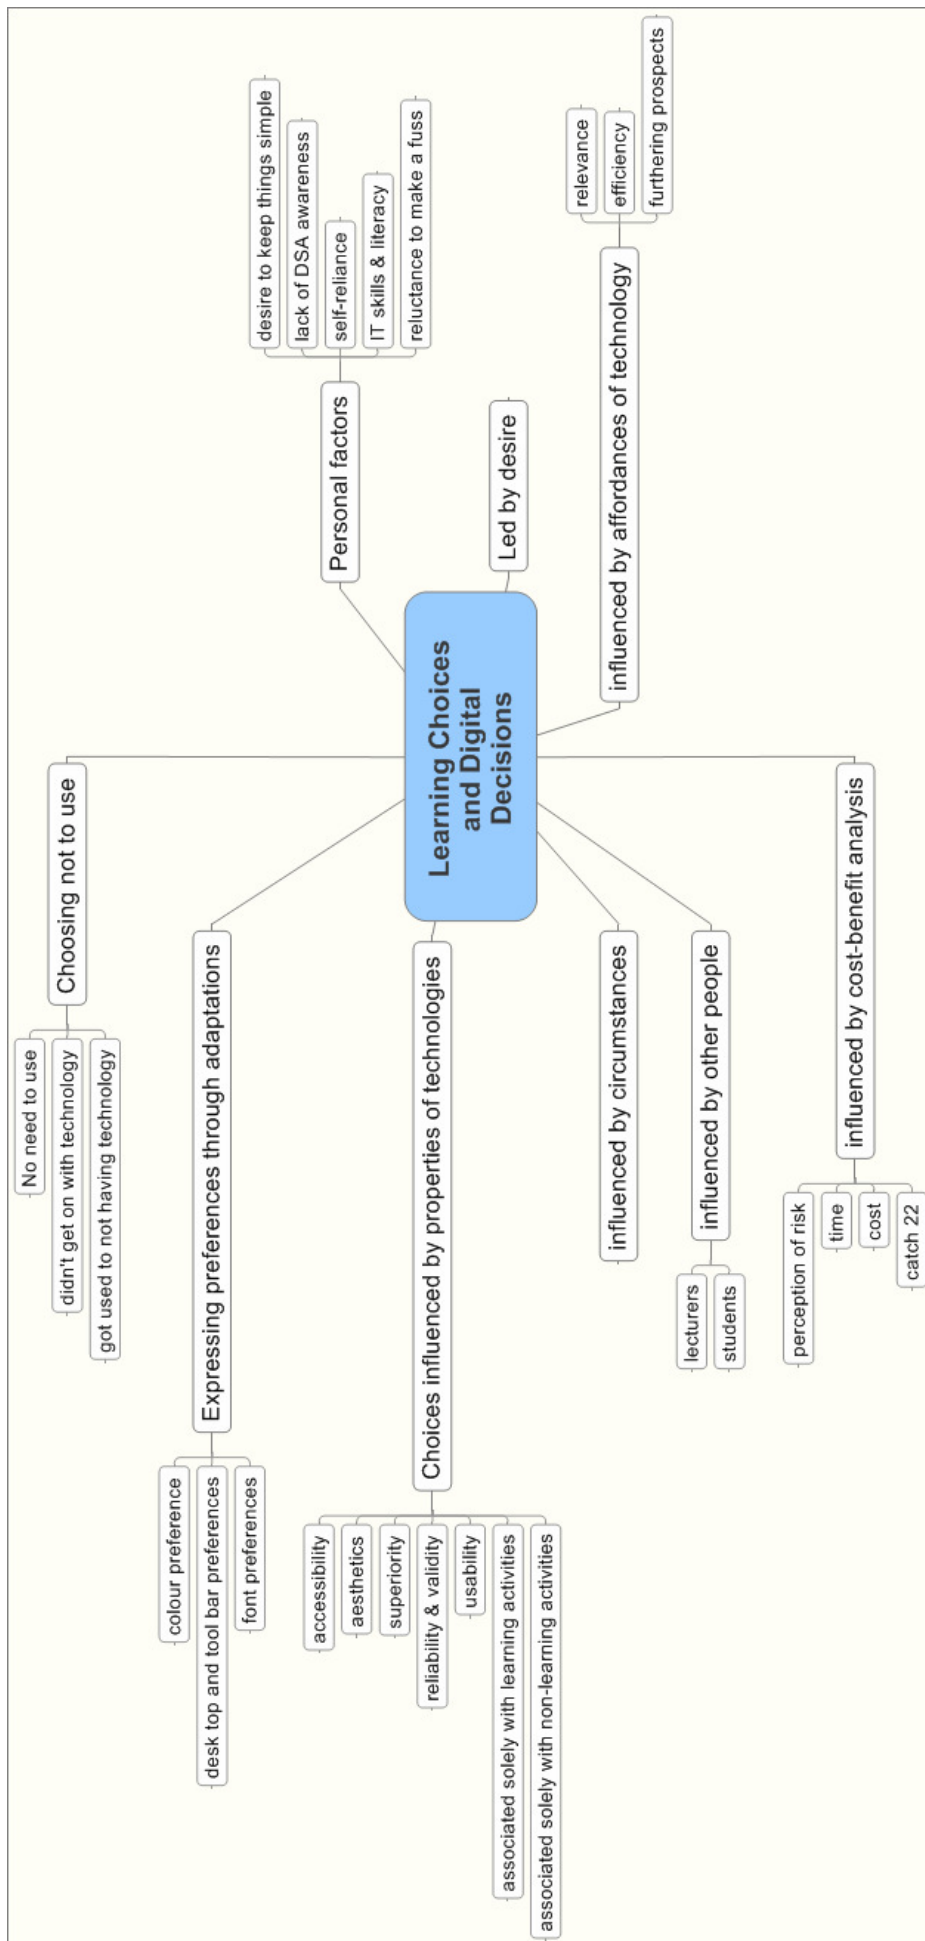 Learning Choices
and Digital
Decisions
Choosing not to use
No need to use
didn't get on with technology
got used to not having technology
Expressing preferences through adaptations
colour preference
desk top and tool bar preferences
font preferences
Choices influenced by properties of technologies
accessibility
aesthetics
superiority
reliability & validity
usability
associated solely with learning activities
associated solely with non-learning activities
influenced by circumstances
influenced by other people
lecturers
students
influenced by cost-benefit analysis
perception of risk
time
cost
catch 22
Personal factors
desire to keep things simple
lack of DSA awareness
self-reliance
IT skills & literacy
reluctance to make a fuss
Led by desire
influenced by affordances of technology
relevance
efficiency
furthering prospects